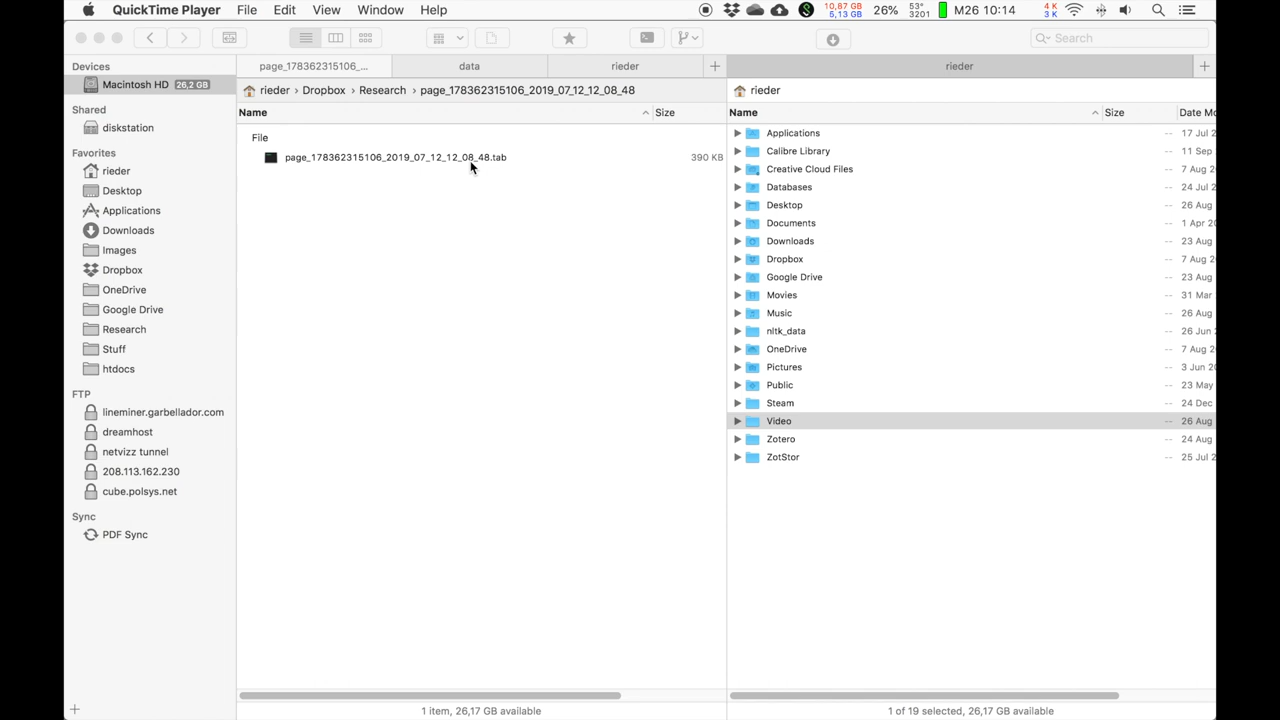 QuickTime Player File Edit View Window Help 10,87 GB 5,13 GB 26% 53° 3201 4 K 3 K M26 10:14
Search
page_178362315106_... data rieder + rieder +
rieder › Dropbox › Research › page_178362315106_2019_07_12_12_08_48
rieder
Name Size
Name Size Date Mo
Devices
Macintosh HD 26,2 GB
Shared
diskstation
Favorites
rieder
Desktop
Applications
Downloads
Images
Dropbox
OneDrive
Google Drive
Research
Stuff
htdocs
FTP
lineminer.garbellador.com
dreamhost
netvizz tunnel
208.113.162.230
cube.polsys.net
Sync
PDF Sync
File
page_178362315106_2019_07_12_12_08_48.tab 390 KB
Applications -- 17 Jul 2
Calibre Library -- 11 Sep
Creative Cloud Files -- 7 Aug 2
Databases -- 24 Jul 2
Desktop -- 26 Aug
Documents -- 1 Apr 20
Downloads -- 23 Aug
Dropbox -- 7 Aug 2
Google Drive -- 23 Aug
Movies -- 31 Mar
Music -- 26 Aug
nltk_data -- 26 Jun
OneDrive -- 7 Aug 2
Pictures -- 3 Jun 20
Public -- 23 May
Steam -- 24 Dec
Video -- 26 Aug
Zotero -- 24 Aug
ZotStor -- 25 Jul 2
1 item, 26,17 GB available
1 of 19 selected, 26,17 GB available